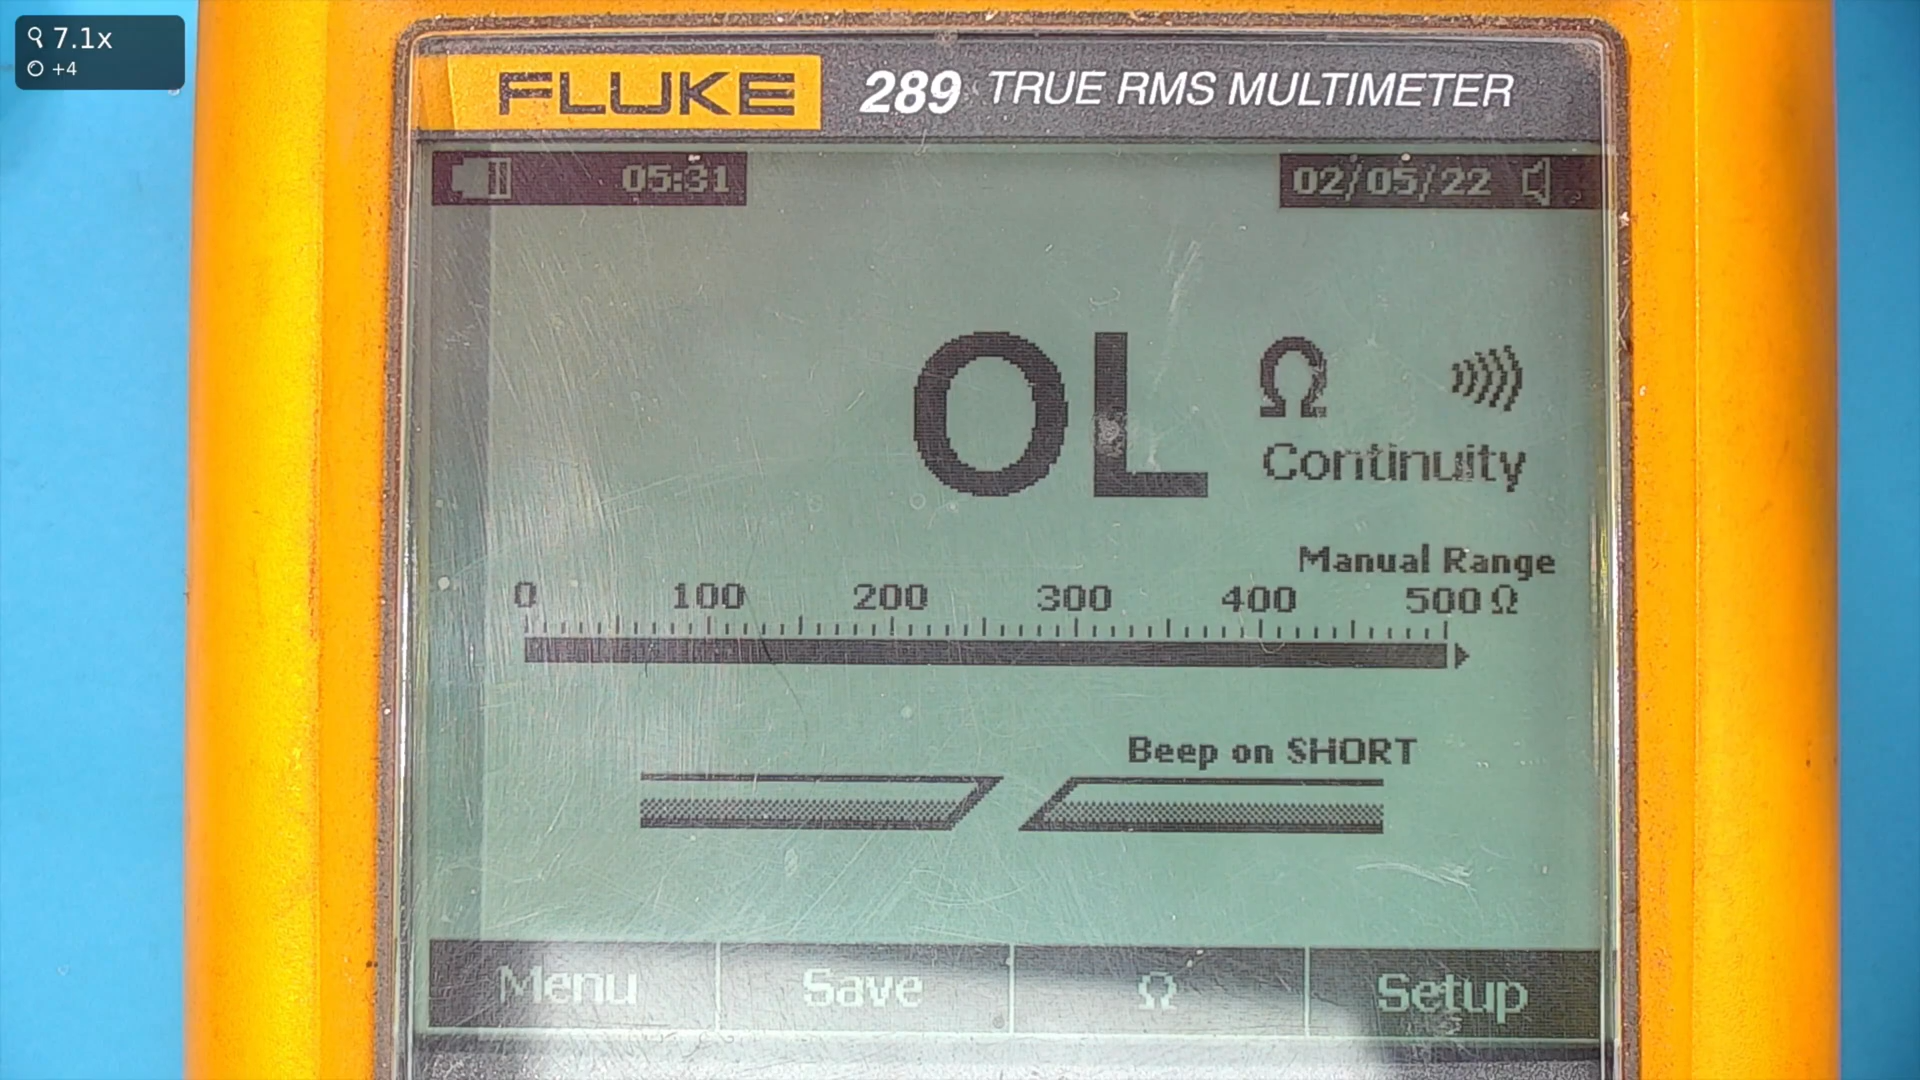 7.1x
+4
FLUKE 289 TRUE RMS MULTIMETER
05:31 02/05/22
OL Ω
Continuity
Manual Range
0 100 200 300 400 500 Ω
Beep on SHORT
Menu Save Ω Setup